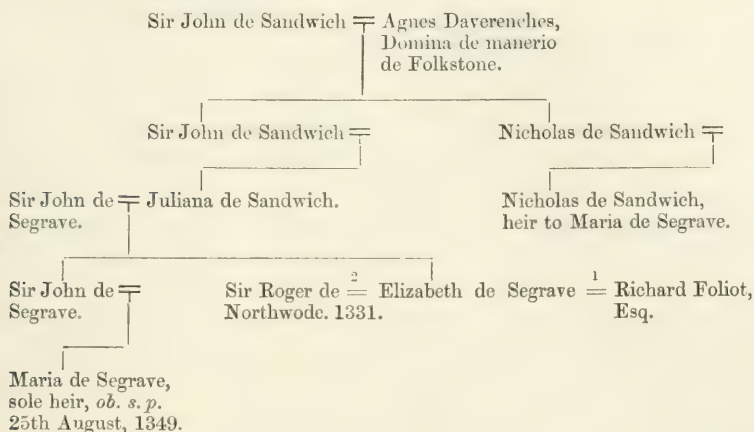 Sir John de Sandwich = Agnes Daverenches,
Domina de manerio
de Folkstone.
Sir John de Sandwich = Nicholas de Sandwich =
Sir John de = Juliana de Sandwich. Nicholas de Sandwich,
Segrave. heir to Maria de Segrave.
Sir John de = Sir Roger de 2 = Elizabeth de Segrave 1 = Richard Foliot,
Segrave. Northwode. 1331. Esq.
Maria de Segrave,
sole heir, ob. s. p.
25th August, 1349.